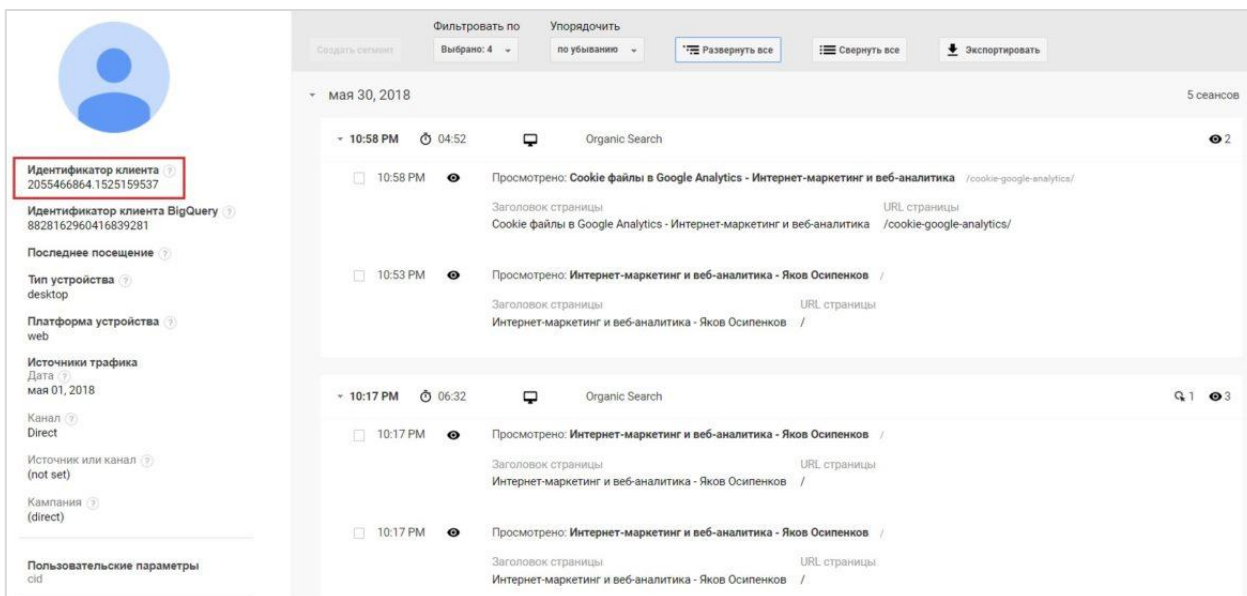 Фильтровать по
Упорядочить
Создать сегмент
Выбрано: 4
по убыванию
Развернуть все
Свернуть все
Экспортировать
мая 30, 2018
5 сеансов
10:58 PM 04:52 Organic Search 2
10:58 PM Просмотрено: Cookie файлы в Google Analytics - Интернет-маркетинг и веб-аналитика /cookie-google-analytics/
Заголовок страницы URL страницы
Cookie файлы в Google Analytics - Интернет-маркетинг и веб-аналитика /cookie-google-analytics/
10:53 PM Просмотрено: Интернет-маркетинг и веб-аналитика - Яков Осипенков /
Заголовок страницы URL страницы
Интернет-маркетинг и веб-аналитика - Яков Осипенков /
10:17 PM 06:32 Organic Search 1 3
10:17 PM Просмотрено: Интернет-маркетинг и веб-аналитика - Яков Осипенков /
Заголовок страницы URL страницы
Интернет-маркетинг и веб-аналитика - Яков Осипенков /
10:17 PM Просмотрено: Интернет-маркетинг и веб-аналитика - Яков Осипенков /
Заголовок страницы URL страницы
Интернет-маркетинг и веб-аналитика - Яков Осипенков /
Идентификатор клиента ?
2055466864.1525159537
Идентификатор клиента BigQuery ?
8828162960416839281
Последнее посещение ?
Тип устройства ?
desktop
Платформа устройства ?
web
Источники трафика
Дата ?
мая 01, 2018
Канал ?
Direct
Источник или канал ?
(not set)
Кампания ?
(direct)
Пользовательские параметры
cid